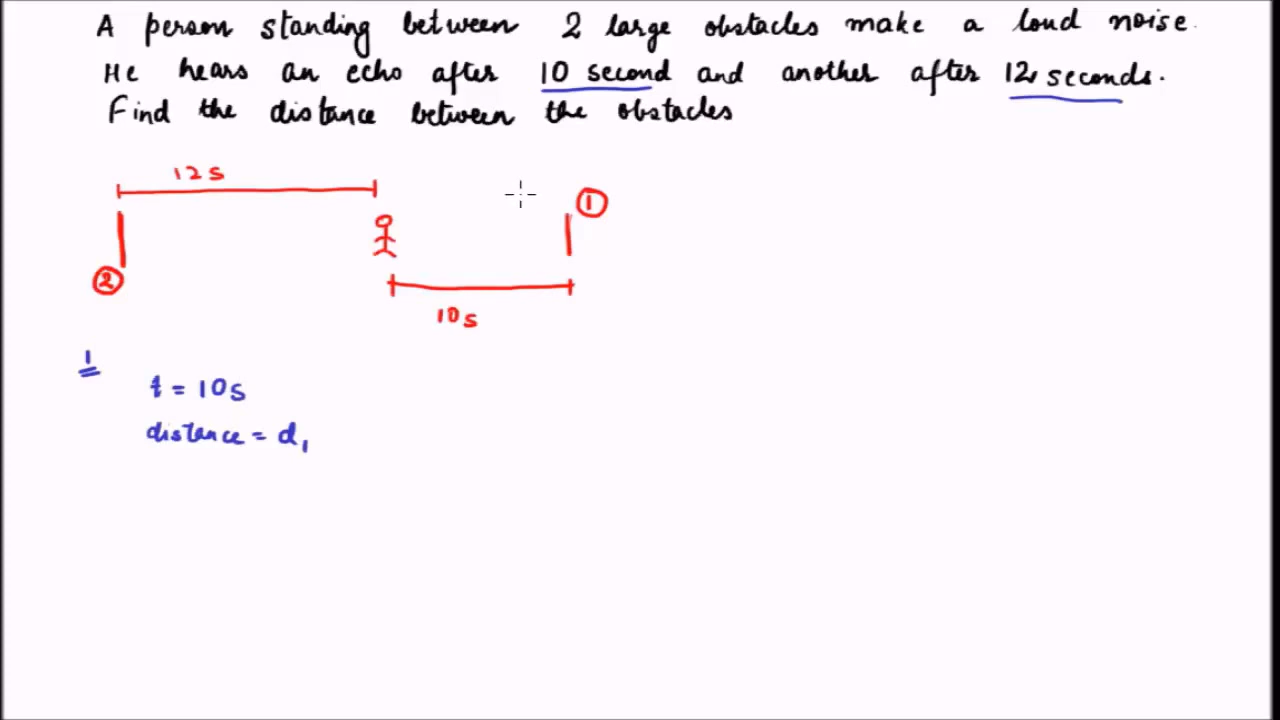 A person standing between 2 large obstacles make a loud noise.
He hears an echo after 10 second and another after 12 seconds.
Find the distance between the obstacles
12s
1
2
10s
1
t = 10s
distance = d₁